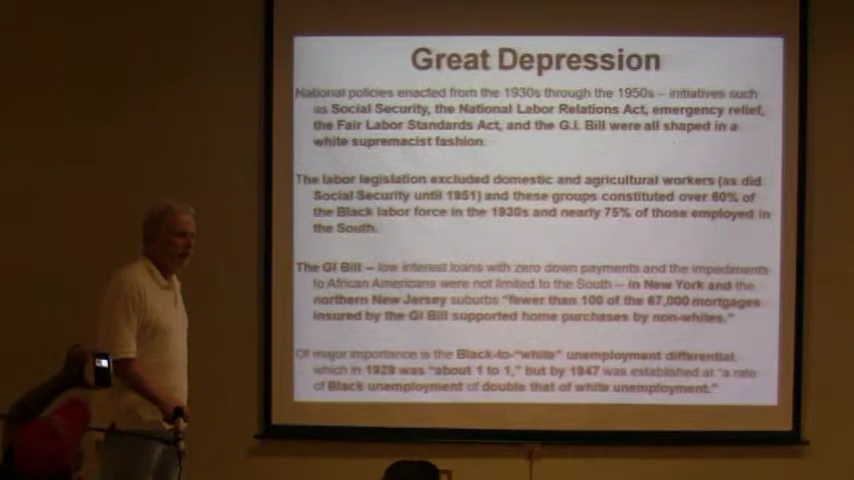 Great Depression
National policies enacted from the 1930s through the 1950s – initiatives such
as Social Security, the National Labor Relations Act, emergency relief,
the Fair Labor Standards Act, and the G.I. Bill were all shaped in a
white supremacist fashion.
The labor legislation excluded domestic and agricultural workers (as did
Social Security until 1951) and these groups constituted over 60% of
the Black labor force in the 1930s and nearly 75% of those employed in
the South.
The GI Bill – low interest loans with zero down payments and the impediments
to African Americans were not limited to the South – in New York and the
northern New Jersey suburbs “fewer than 100 of the 67,000 mortgages
insured by the GI Bill supported home purchases by non-whites.”
Of major importance is the Black-to-“white” unemployment differential,
which in 1929 was “about 1 to 1,” but by 1947 was established at “a rate
of Black unemployment of double that of white unemployment.”